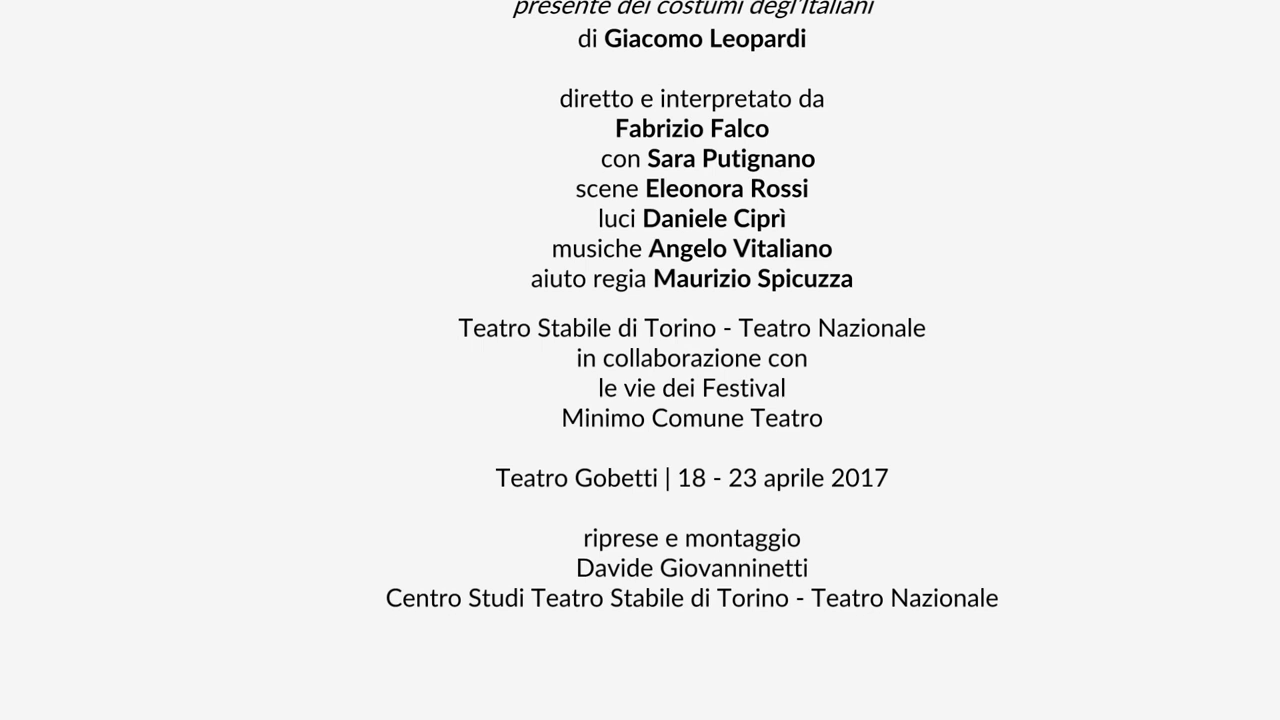 presente dei costumi degl'Italiani
di Giacomo Leopardi
diretto e interpretato da
Fabrizio Falco
con Sara Putignano
scene Eleonora Rossi
luci Daniele Ciprì
musiche Angelo Vitaliano
aiuto regia Maurizio Spicuzza
Teatro Stabile di Torino - Teatro Nazionale
in collaborazione con
le vie dei Festival
Minimo Comune Teatro
Teatro Gobetti | 18 - 23 aprile 2017
riprese e montaggio
Davide Giovanninetti
Centro Studi Teatro Stabile di Torino - Teatro Nazionale